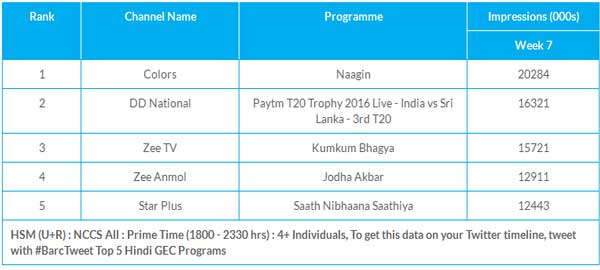 Rank Channel Name Programme Impressions (000s)
Week 7
1 Colors Naagin 20284
2 DD National Paytm T20 Trophy 2016 Live - India vs Sri 16321
Lanka - 3rd T20
3 Zee TV Kumkum Bhagya 15721
4 Zee Anmol Jodha Akbar 12911
5 Star Plus Saath Nibhaana Saathiya 12443
HSM (U+R) : NCCS All : Prime Time (1800 - 2330 hrs) : 4+ Individuals, To get this data on your Twitter timeline, tweet
with #BarcTweet Top 5 Hindi GEC Programs